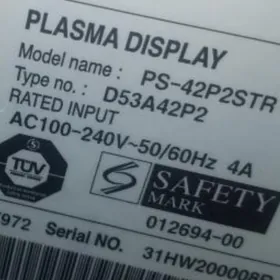 PLASMA DISPLAY
Model name : PS-42P2STR
Type no. : D53A42P2
RATED INPUT
AC100-240V~50/60Hz 4A
TÜV
S SAFETY
MARK
012694-00
Serial NO.